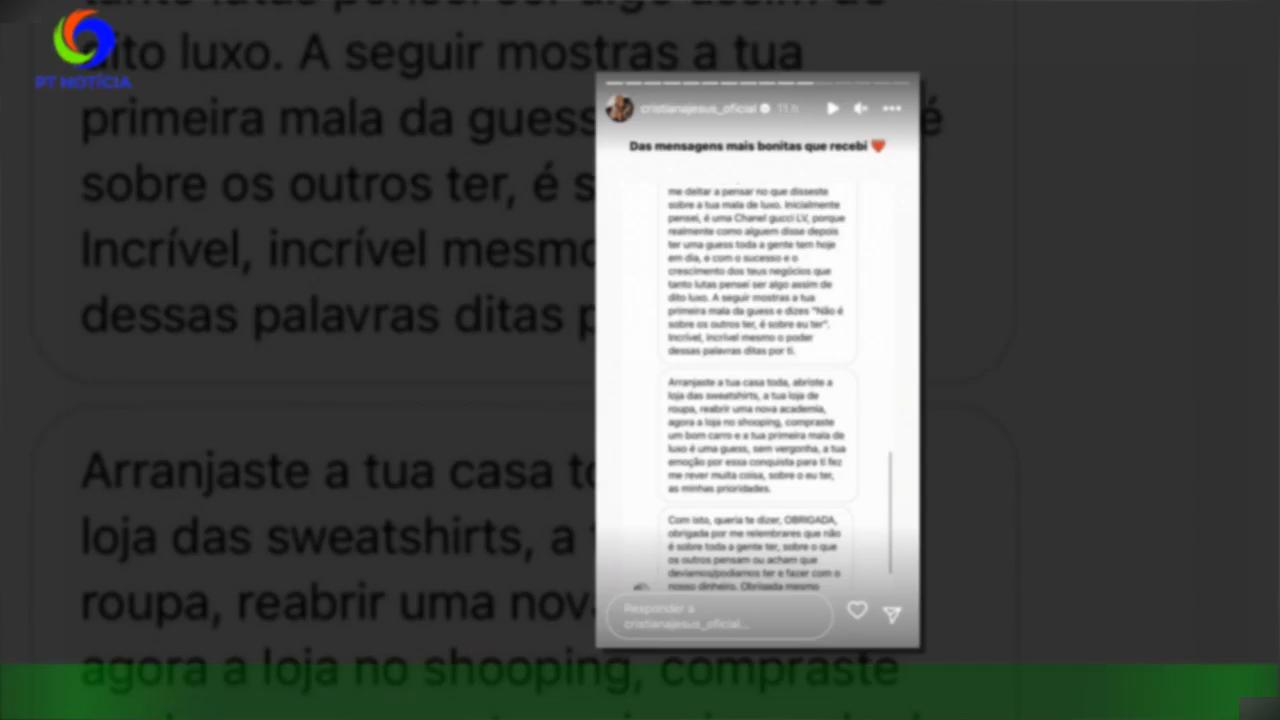 tanto lutas pensei ser algo assim de
dito luxo. A seguir mostras a tua
primeira mala da guess
é
sobre os outros ter, é s
Incrível, incrível mesmo
dessas palavras ditas p
Arranjaste a tua casa to
loja das sweatshirts, a
roupa, reabrir uma nov
agora a loja no shooping, compraste
PT NOTÍCIA
cristianajesus_oficial 11 h
Das mensagens mais bonitas que recebi ❤️
me deitar a pensar no que disseste
sobre a tua mala de luxo. Inicialmente
pensei, é uma Chanel gucci LV, porque
realmente como alguem disse depois
ter uma guess toda a gente tem hoje
em dia, e com o sucesso e o
crescimento dos teus negócios que
tanto lutas pensei ser algo assim de
dito luxo. A seguir mostras a tua
primeira mala da guess e dizes "Não é
sobre os outros ter, é sobre eu ter".
Incrível, incrível mesmo o poder
dessas palavras ditas por ti.
Arranjaste a tua casa toda, abriste a
loja das sweatshirts, a tua loja de
roupa, reabrir uma nova academia,
agora a loja no shooping, compraste
um bom carro e a tua primeira mala de
luxo é uma guess, sem vergonha, a tua
emoção por essa conquista para ti fez
me rever muita coisa, sobre o eu ter,
as minhas prioridades.
Com isto, queria te dizer, OBRIGADA,
obrigada por me relembrares que não
é sobre toda a gente ter, sobre o que
os outros pensam ou acham que
deviamos/podiamos ter e fazer com o
nosso dinheiro. Obrigada mesmo
Responder a
cristianajesus_oficial...